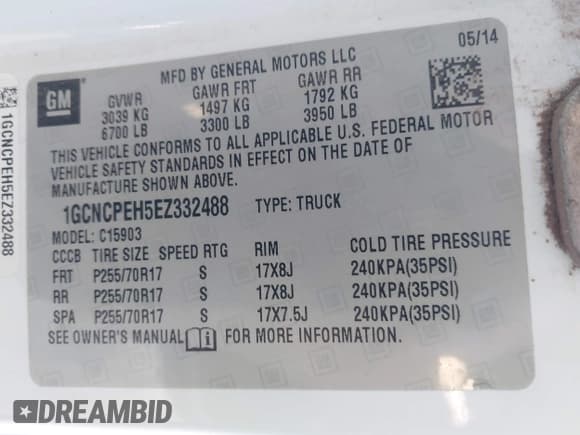 05/14
MFD BY GENERAL MOTORS LLC
GM
GVWR GAWR FRT GAWR RR
3039 KG 1497 KG 1792 KG
6700 LB 3300 LB 3950 LB
THIS VEHICLE CONFORMS TO ALL APPLICABLE U.S. FEDERAL MOTOR
VEHICLE SAFETY STANDARDS IN EFFECT ON THE DATE OF
MANUFACTURE SHOWN ABOVE.
1GCNCPEH5EZ332488 TYPE: TRUCK
MODEL: C15903
CCCB TIRE SIZE SPEED RTG RIM COLD TIRE PRESSURE
FRT P255/70R17 S 17X8J 240KPA(35PSI)
RR P255/70R17 S 17X8J 240KPA(35PSI)
SPA P255/70R17 S 17X7.5J 240KPA(35PSI)
SEE OWNER'S MANUAL FOR MORE INFORMATION.
1GCNCPEH5EZ332488
DREAMBID